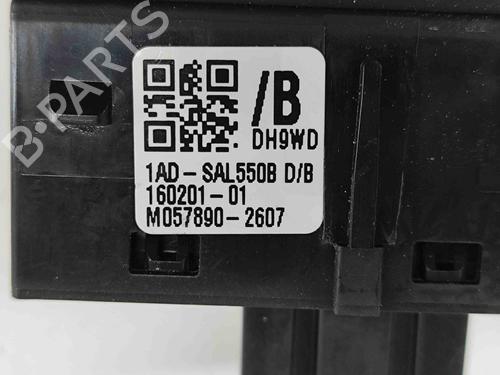 B-PARTS
/B
DH9WD
1AD-SAL550B D/B
160201-01
M057890-2607